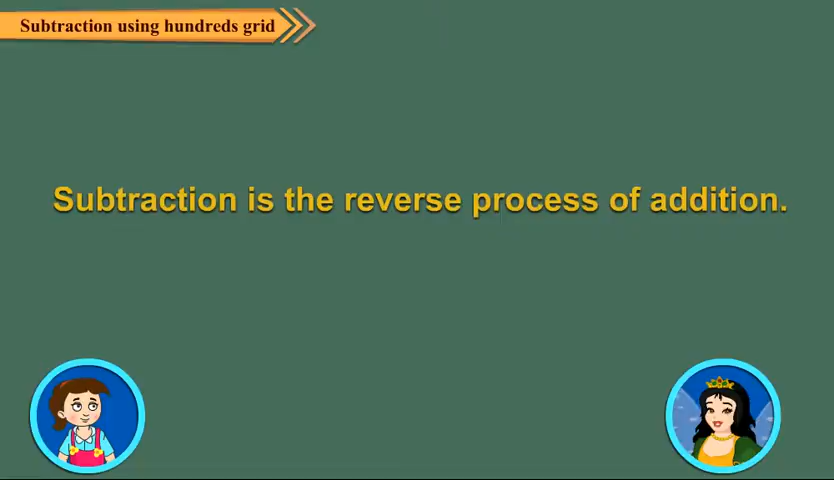 Subtraction using hundreds grid
Subtraction is the reverse process of addition.